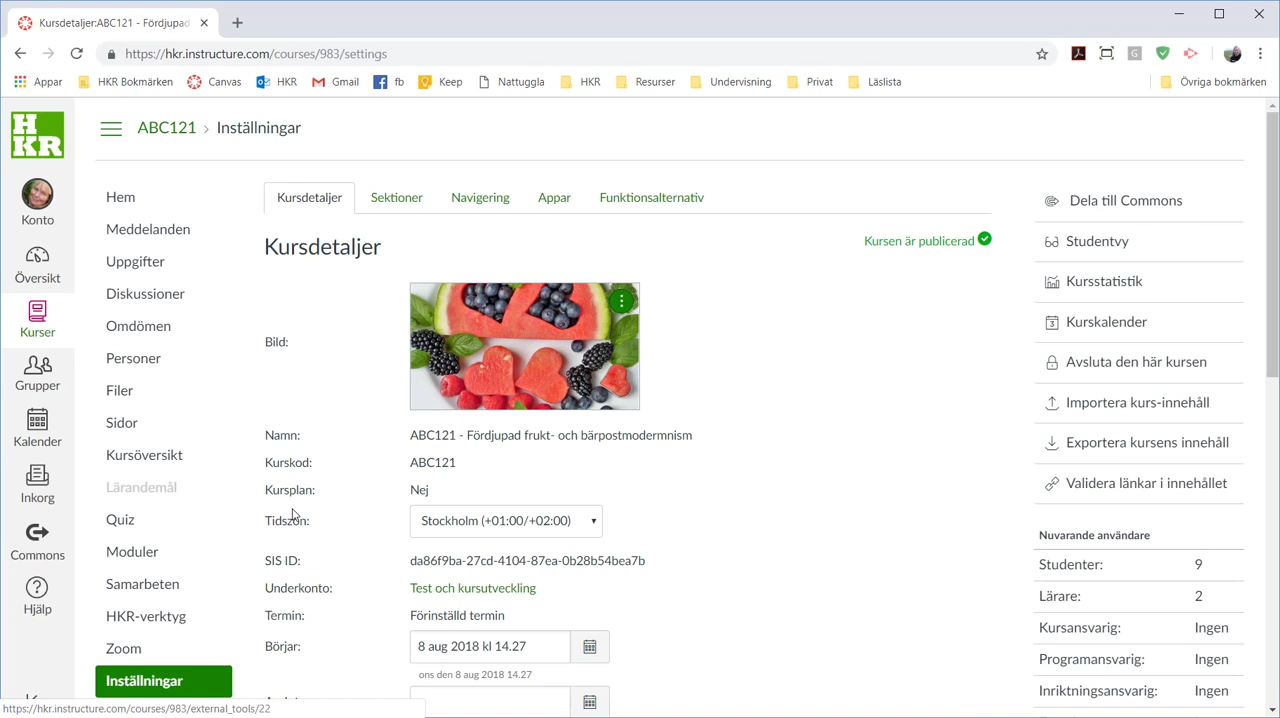 Kursdetaljer:ABC121 - Fördjupad
https://hkr.instructure.com/courses/983/settings
Appar HKR Bokmärken Canvas HKR Gmail fb Keep Nattuggla HKR Resurser Undervisning Privat Läslista Övriga bokmärken
HKR
Konto
Översikt
Kurser
Grupper
Kalender
Inkorg
Commons
Hjälp
ABC121 › Inställningar
Hem
Meddelanden
Uppgifter
Diskussioner
Omdömen
Personer
Filer
Sidor
Kursöversikt
Lärandemål
Quiz
Moduler
Samarbeten
HKR-verktyg
Zoom
Inställningar
Kursdetaljer Sektioner Navigering Appar Funktionsalternativ
Kursdetaljer
Kursen är publicerad
Bild:
Namn: ABC121 - Fördjupad frukt- och bärpostmodermnism
Kurskod: ABC121
Kursplan: Nej
Tidszon: Stockholm (+01:00/+02:00)
SIS ID: da86f9ba-27cd-4104-87ea-0b28b54bea7b
Underkonto: Test och kursutveckling
Termin: Förinställd termin
Börjar: 8 aug 2018 kl 14.27
ons den 8 aug 2018 14.27
Dela till Commons
Studentvy
Kursstatistik
Kurskalender
Avsluta den här kursen
Importera kurs-innehåll
Exportera kursens innehåll
Validera länkar i innehållet
Nuvarande användare
Studenter: 9
Lärare: 2
Kursansvarig: Ingen
Programansvarig: Ingen
Inriktningsansvarig: Ingen
https://hkr.instructure.com/courses/983/external_tools/22